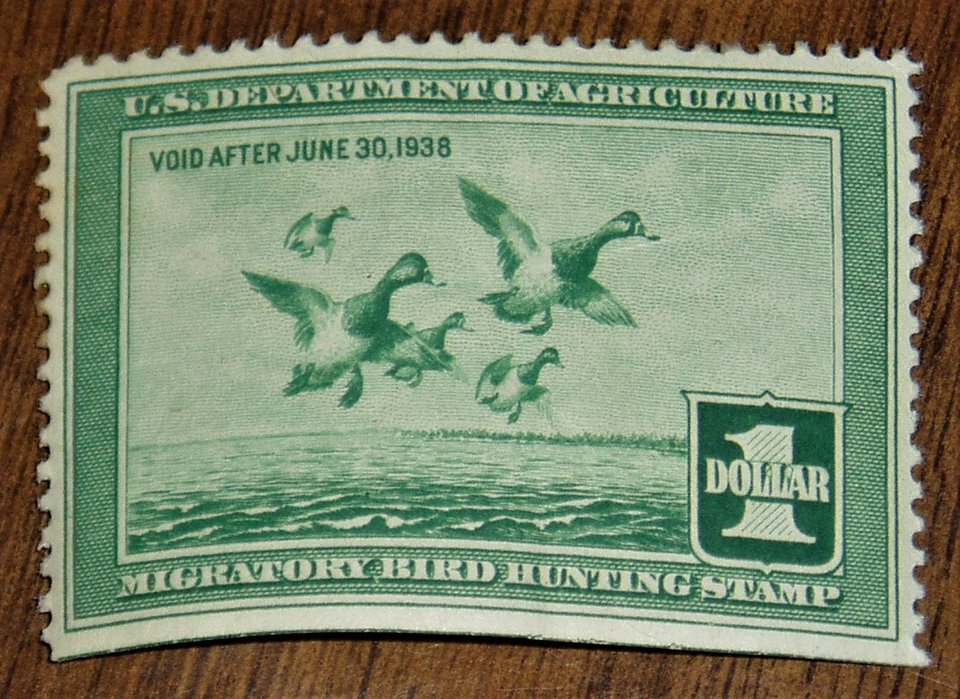 U.S. DEPARTMENT OF AGRICULTURE
VOID AFTER JUNE 30, 1938
1
DOLLAR
MIGRATORY BIRD HUNTING STAMP